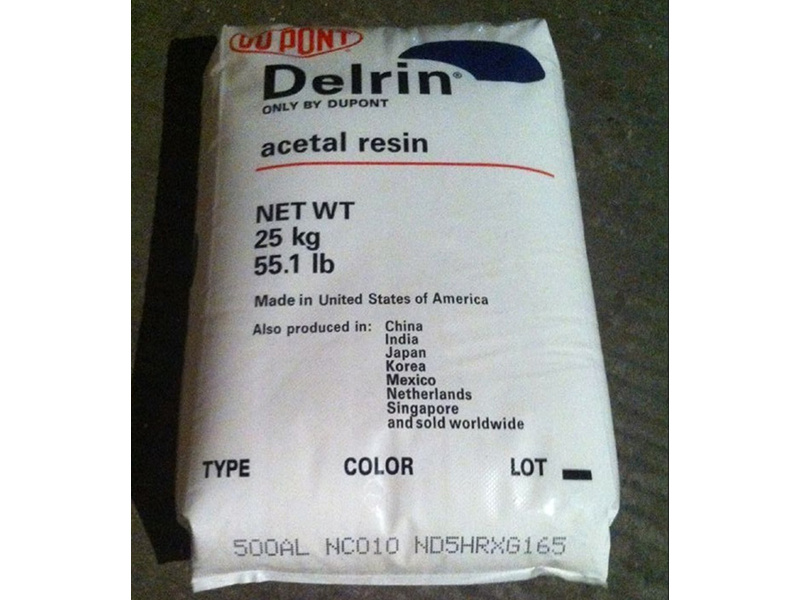 DU PONT
Delrin®
ONLY BY DUPONT
acetal resin
NET WT
25 kg
55.1 lb
Made in United States of America
Also produced in: China
India
Japan
Korea
Mexico
Netherlands
Singapore
and sold worldwide
TYPE COLOR LOT
500AL NC010 ND5HRXG165